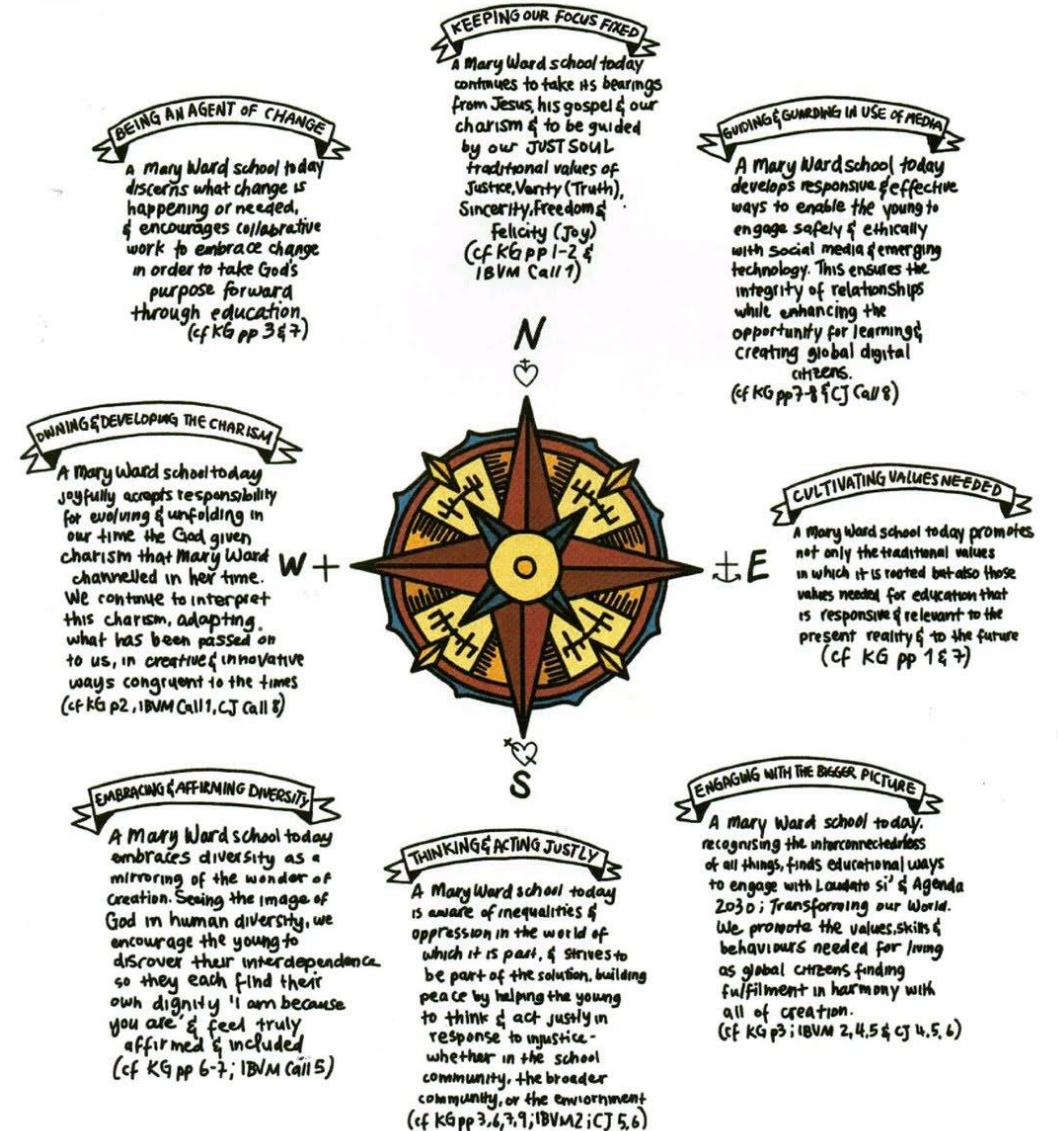 KEEPING OUR FOCUS FIXED
A Mary Ward school today
continues to take its bearings
from Jesus, his gospel & our
charism & to be guided
by our JUST SOUL
traditional values of
Justice, Verity (Truth),
Sincerity, Freedom &
Felicity (Joy)
(cf KG pp 1-2 &
IBVM Call 1)
GUIDING & GUARDING IN USE OF MEDIA
A Mary Ward school today
develops responsive & effective
ways to enable the young to
engage safely & ethically
with social media & emerging
technology. This ensures the
integrity of relationships
while enhancing the
opportunity for learning &
creating global digital
citizens.
(cf KG pp7-8 & CJ Call 8)
CULTIVATING VALUES NEEDED
A Mary Ward school today promotes
not only the traditional values
in which it is rooted but also those
values needed for education that
is responsive & relevant to the
present reality & to the future
(cf KG pp 1 & 7)
ENGAGING WITH THE BIGGER PICTURE
A Mary Ward school today.
recognising the interconnectedness
of all things, finds educational ways
to engage with Laudato si' & Agenda
2030; Transforming our World.
We promote the values, skills &
behaviours needed for living
as global citizens finding
fulfilment in harmony with
all of creation.
(cf KG p3; IBVM 2,4,5 & CJ 4,5,6)
THINKING & ACTING JUSTLY
A Mary Ward school today
is aware of inequalities &
oppression in the world of
which it is part, & strives to
be part of the solution, building
peace by helping the young
to think & act justly in
response to injustice-
whether in the school
community, the broader
community, or the enviornment
(cf KG pp 3,6,7,9; IBVM2; CJ 5,6)
EMBRACING & AFFIRMING DIVERSITY
A Mary Ward school today
embraces diversity as a
mirroring of the wonder of
creation. Seeing the image of
God in human diversity, we
encourage the young to
discover their interdependence
so they each find their
own dignity 'I am because
you are' & feel truly
affirmed & included
(cf KG pp 6-7; IBVM Call 5)
OWNING & DEVELOPING THE CHARISM
A Mary Ward school today
joyfully accepts responsibility
for evolving & unfolding in
our time the God given
charism that Mary Ward
channelled in her time.
We continue to interpret
this charism, adapting
what has been passed on
to us, in creative & innovative
ways congruent to the times
(cf KG p2, IBVM Call 1, CJ Call 8)
BEING AN AGENT OF CHANGE
A Mary Ward school today
discerns what change is
happening or needed,
& encourages collabrative
work to embrace change
in order to take God's
purpose forward
through education
(cf KG pp 3 & 7)
N
E
S
W